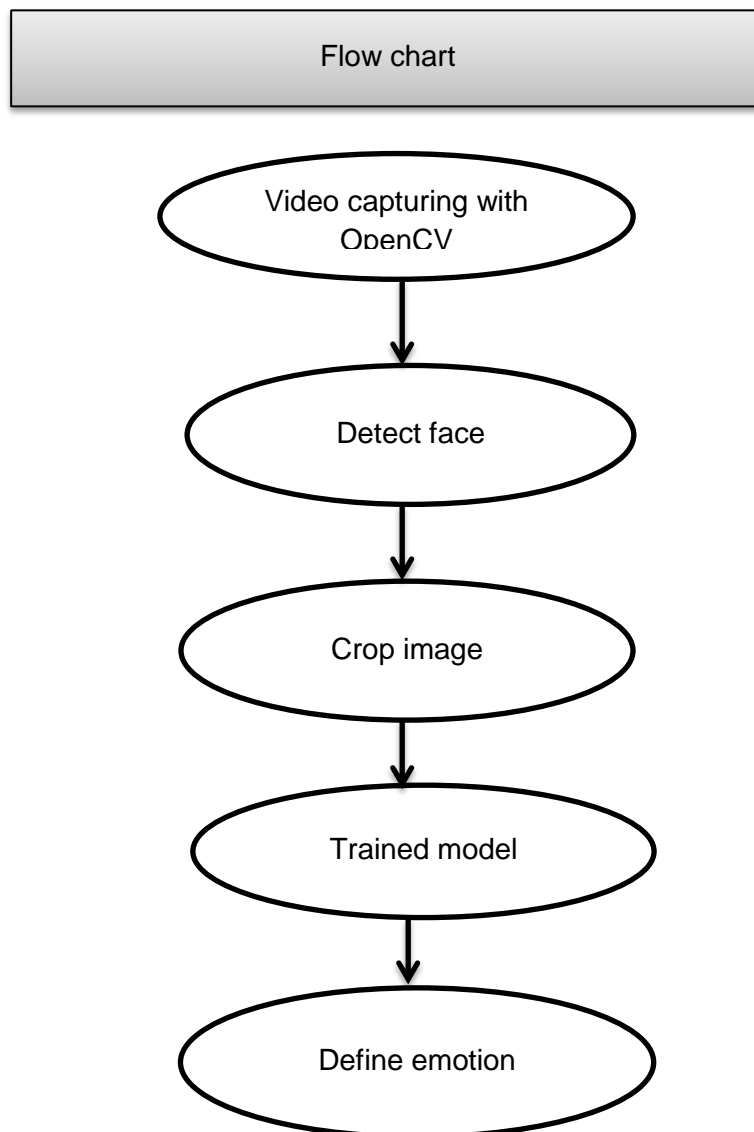 Flow chart
Video capturing with
OpenCV
Detect face
Crop image
Trained model
Define emotion